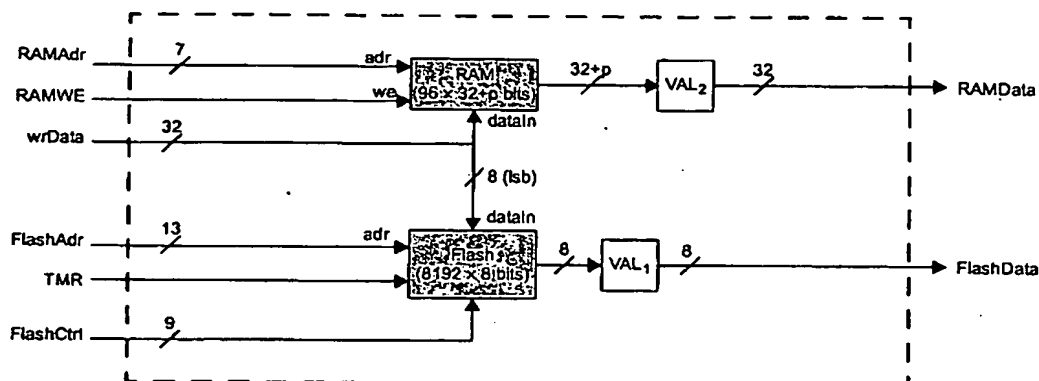 RAMAdr
7
adr
RAMWE
we
RAM
(96 × 32+p bits)
32+p
VAL2
32
RAMData
wrData
32
dataIn
8 (lsb)
dataIn
FlashAdr
13
adr
TMR
Flash
(8192 × 8 bits)
8
VAL1
8
FlashData
FlashCtrl
9